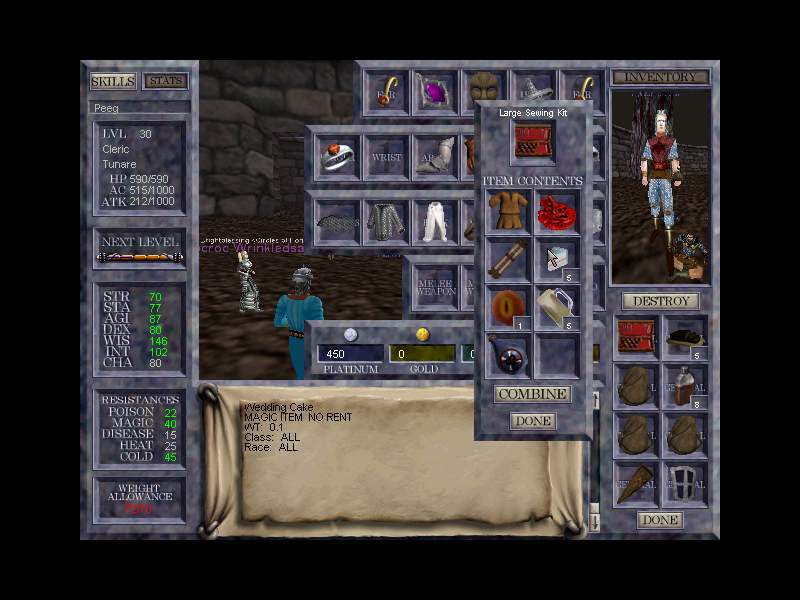 SKILLS STATS
Peeg
LVL 30
Cleric
Tunare
HP 590/590
AC 515/1000
ATK 212/1000
NEXT LEVEL
STR 70
STA 77
AGI 87
DEX 80
WIS 146
INT 102
CHA 80
RESISTANCES
POISON 22
MAGIC 40
DISEASE 15
HEAT 25
COLD 45
WEIGHT
ALLOWANCE
WRIST
MELEE
WEAPON
450
0
PLATINUM
GOLD
Large Sewing Kit
ITEM CONTENTS
5
1
5
COMBINE
DONE
INVENTORY
DESTROY
5
8
DONE
Wedding Cake
MAGIC ITEM NO RENT
WT: 0.1
Class: ALL
Race: ALL